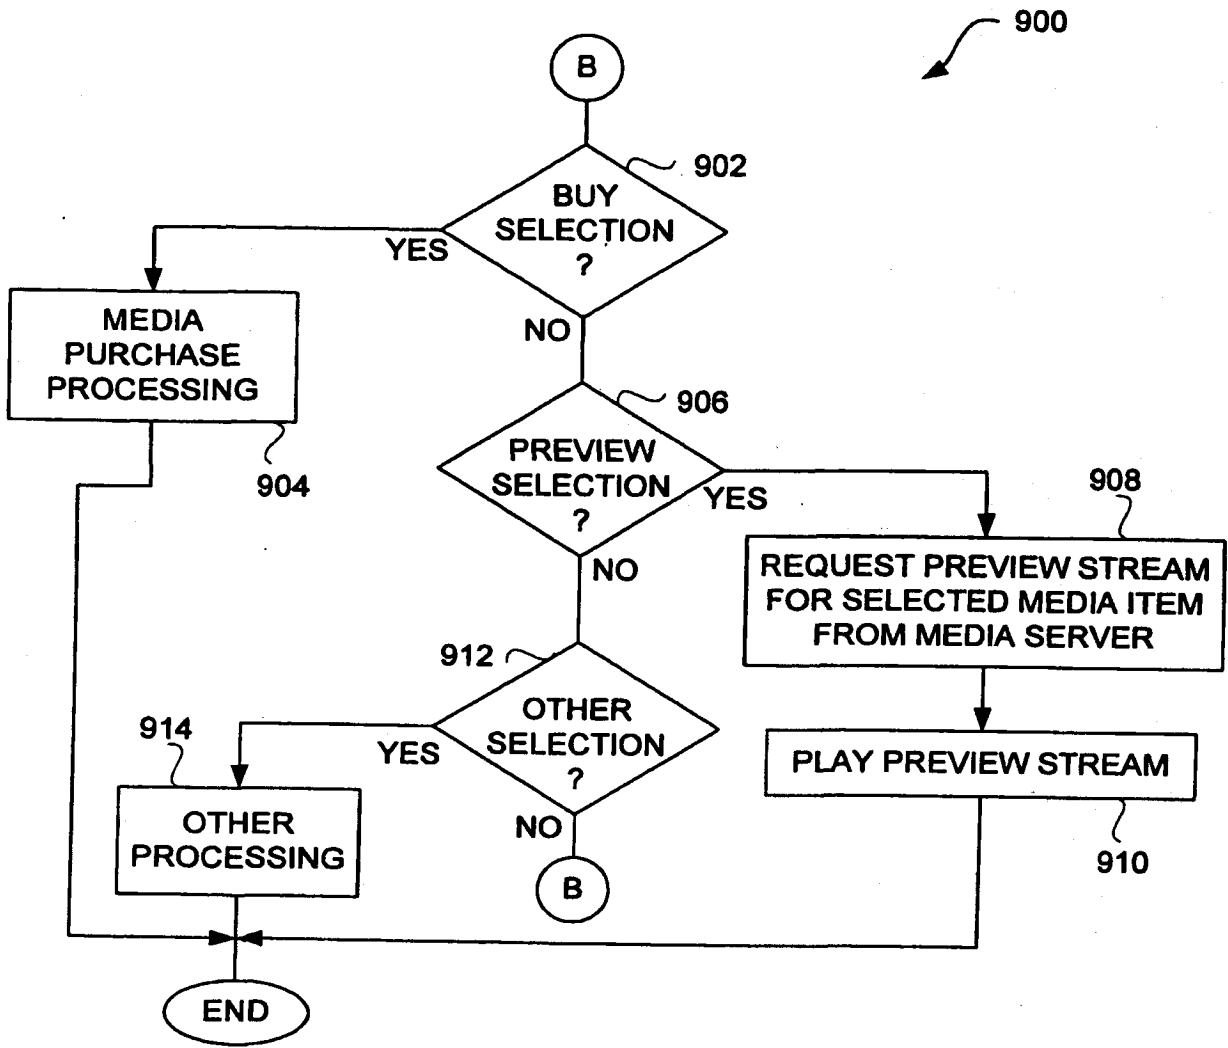 900
B
902
BUY
SELECTION
?
YES
NO
MEDIA
PURCHASE
PROCESSING
904
906
PREVIEW
SELECTION
?
YES
NO
908
REQUEST PREVIEW STREAM
FOR SELECTED MEDIA ITEM
FROM MEDIA SERVER
912
OTHER
SELECTION
?
YES
NO
914
OTHER
PROCESSING
PLAY PREVIEW STREAM
910
B
END